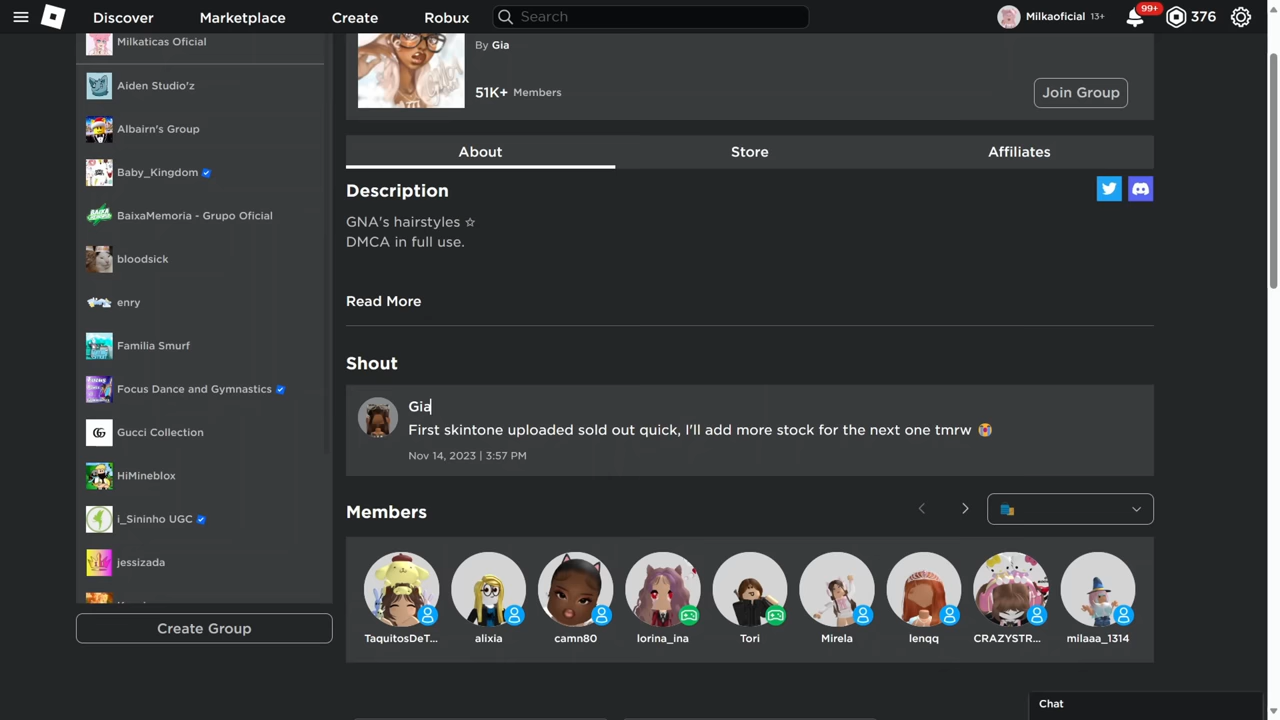 Discover
Marketplace
Create
Robux
Search
Milkaoficial 13+
99+
376
Milkaticas Oficial
Aiden Studio'z
Albairn's Group
Baby_Kingdom
BaixaMemoria - Grupo Oficial
bloodsick
enry
Familia Smurf
Focus Dance and Gymnastics
Gucci Collection
HiMineblox
i_Sininho UGC
jessizada
Create Group
By Gia
51K+ Members
Join Group
About
Store
Affiliates
Description
GNA's hairstyles ☆
DMCA in full use.
Read More
Shout
Gia
First skintone uploaded sold out quick, I'll add more stock for the next one tmrw 😭
Nov 14, 2023 | 3:57 PM
Members
TaquitosDeT...
alixia
camn80
lorina_ina
Tori
Mirela
lenqq
CRAZYSTR...
milaaa_1314
Chat